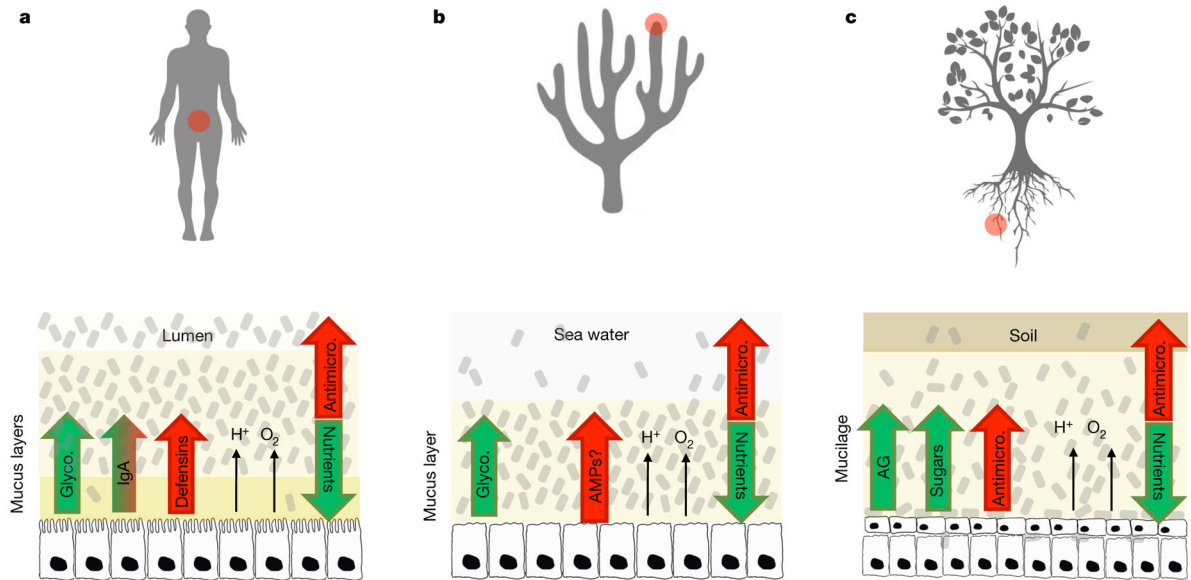 a
b
c
Lumen
Mucus layers
Glyco.
IgA
Defensins
H+
O2
Antimicro.
Nutrients
Sea water
Mucus layer
Glyco.
AMPs?
H+
O2
Antimicro.
Nutrients
Soil
Mucilage
AG
Sugars
Antimicro.
H+
O2
Antimicro.
Nutrients